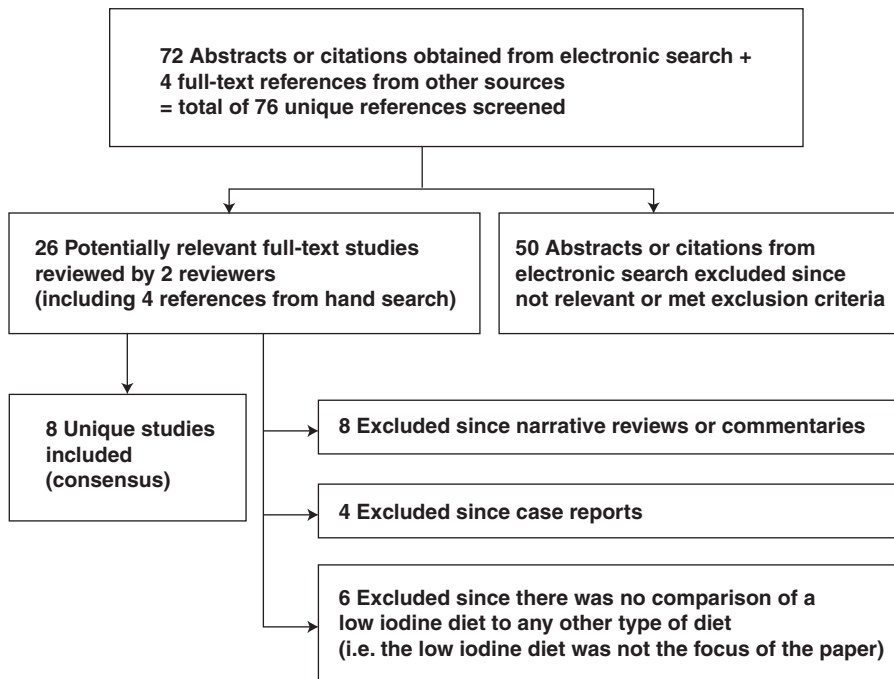 72 Abstracts or citations obtained from electronic search +
4 full-text references from other sources
= total of 76 unique references screened
26 Potentially relevant full-text studies
reviewed by 2 reviewers
(including 4 references from hand search)
50 Abstracts or citations from
electronic search excluded since
not relevant or met exclusion criteria
8 Unique studies
included
(consensus)
8 Excluded since narrative reviews or commentaries
4 Excluded since case reports
6 Excluded since there was no comparison of a
low iodine diet to any other type of diet
(i.e. the low iodine diet was not the focus of the paper)